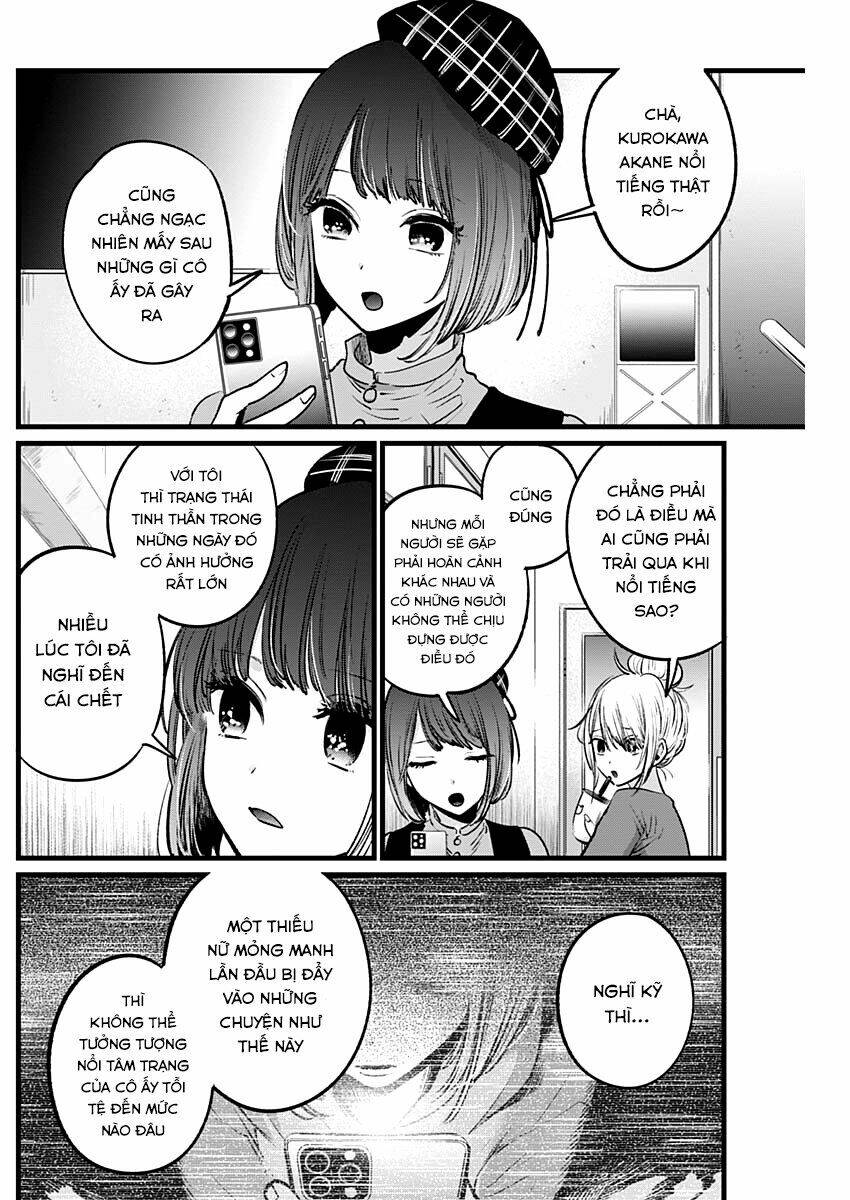 CHÀ,
KUROKAWA
AKANE NỔI
TIẾNG THẬT
RỒI~
CŨNG
CHẲNG NGẠC
NHIÊN MẤY SAU
NHỮNG GÌ CÔ
ẤY ĐÃ GÂY
RA
CHẲNG PHẢI
ĐÓ LÀ ĐIỀU MÀ
AI CŨNG PHẢI
TRẢI QUA KHI
NỔI TIẾNG
SAO?
CŨNG
ĐÚNG
NHƯNG MỖI
NGƯỜI SẼ GẶP
PHẢI HOÀN CẢNH
KHÁC NHAU VÀ
CÓ NHỮNG NGƯỜI
KHÔNG THỂ CHỊU
ĐỰNG ĐƯỢC
ĐIỀU ĐÓ
VỚI TÔI
THÌ TRẠNG THÁI
TINH THẦN TRONG
NHỮNG NGÀY ĐÓ
CÓ ẢNH HƯỞNG
RẤT LỚN
NHIỀU
LÚC TÔI ĐÃ
NGHĨ ĐẾN
CÁI CHẾT
NGHĨ KỸ
THÌ...
MỘT THIẾU
NỮ MỎNG MANH
LẦN ĐẦU BỊ ĐẨY
VÀO NHỮNG
CHUYỆN NHƯ
THẾ NÀY
THÌ
KHÔNG THỂ
TƯỞNG TƯỢNG
NỔI TÂM TRẠNG
CỦA CÔ ẤY TỒI
TỆ ĐẾN MỨC
NÀO ĐÂU